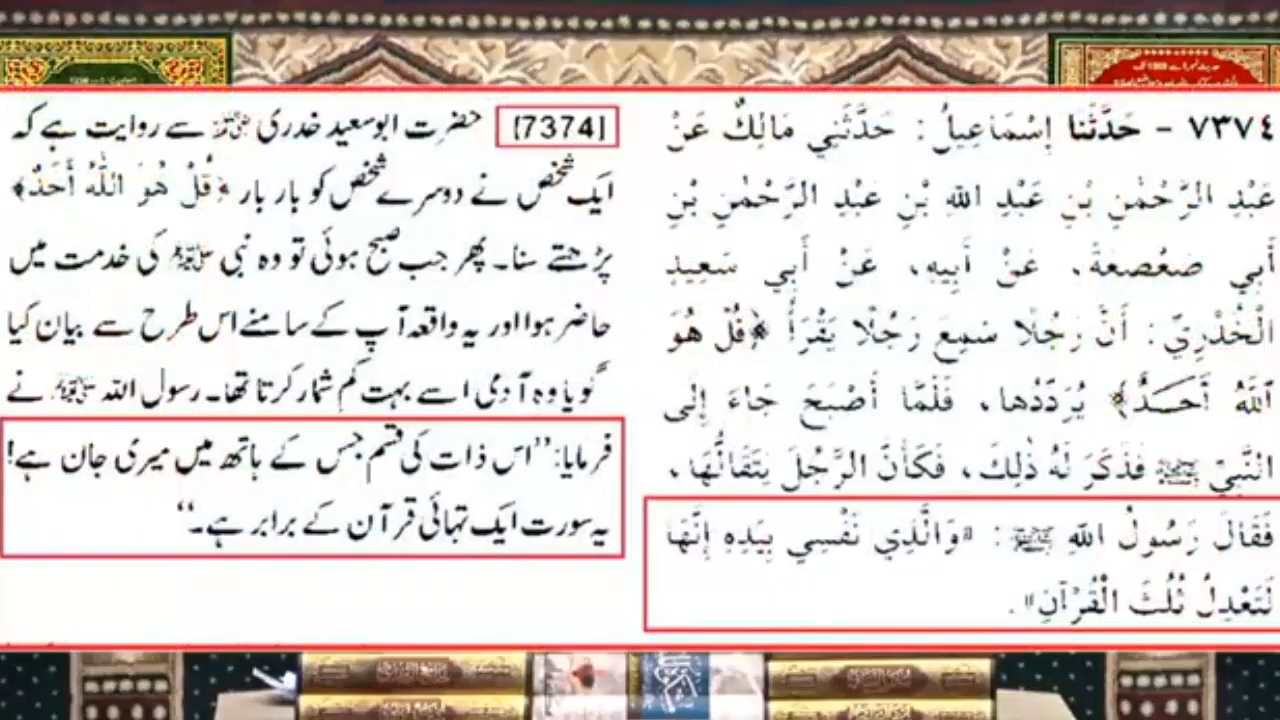 ٧٣٧٤ - حَدَّثَنَا إِسْمَاعِيلُ: حَدَّثَنِي مَالِكٌ عَنْ
عَبْدِ الرَّحْمٰنِ بْنِ عَبْدِ اللهِ بْنِ عَبْدِ الرَّحْمٰنِ بْنِ
أَبِي صَعْصَعَةَ، عَنْ أَبِيهِ، عَنْ أَبِي سَعِيدٍ
الْخُدْرِيِّ: أَنَّ رَجُلًا سَمِعَ رَجُلًا يَقْرَأُ ﴿قُلْ هُوَ
ٱللَّهُ أَحَدٌ﴾ يُرَدِّدُها، فَلَمَّا أَصْبَحَ جَاءَ إِلَى
النَّبِيِّ ﷺ فَذَكَرَ لَهُ ذٰلِكَ، فَكَأَنَّ الرَّجُلَ يَتَقَالُّهَا،
فَقَالَ رَسُولُ اللهِ ﷺ: «وَالَّذِي نَفْسِي بِيَدِهِ إِنَّهَا
لَتَعْدِلُ ثُلُثَ الْقُرْآنِ».
[7374] حضرت ابوسعید خدری ؓ سے روایت ہے کہ
ایک شخص نے دوسرے شخص کو بار بار ﴿قُلْ هُوَ اللّٰهُ أَحَدٌ﴾
پڑھتے سنا۔ پھر جب صبح ہوئی تو وہ نبی ﷺ کی خدمت میں
حاضر ہوا اور یہ واقعہ آپ کے سامنے اس طرح سے بیان کیا
گویا وہ آدمی اسے بہت کم شمار کرتا تھا۔ رسول اللہ ﷺ نے
فرمایا: ’’اس ذات کی قسم جس کے ہاتھ میں میری جان ہے!
یہ سورت ایک تہائی قرآن کے برابر ہے۔‘‘